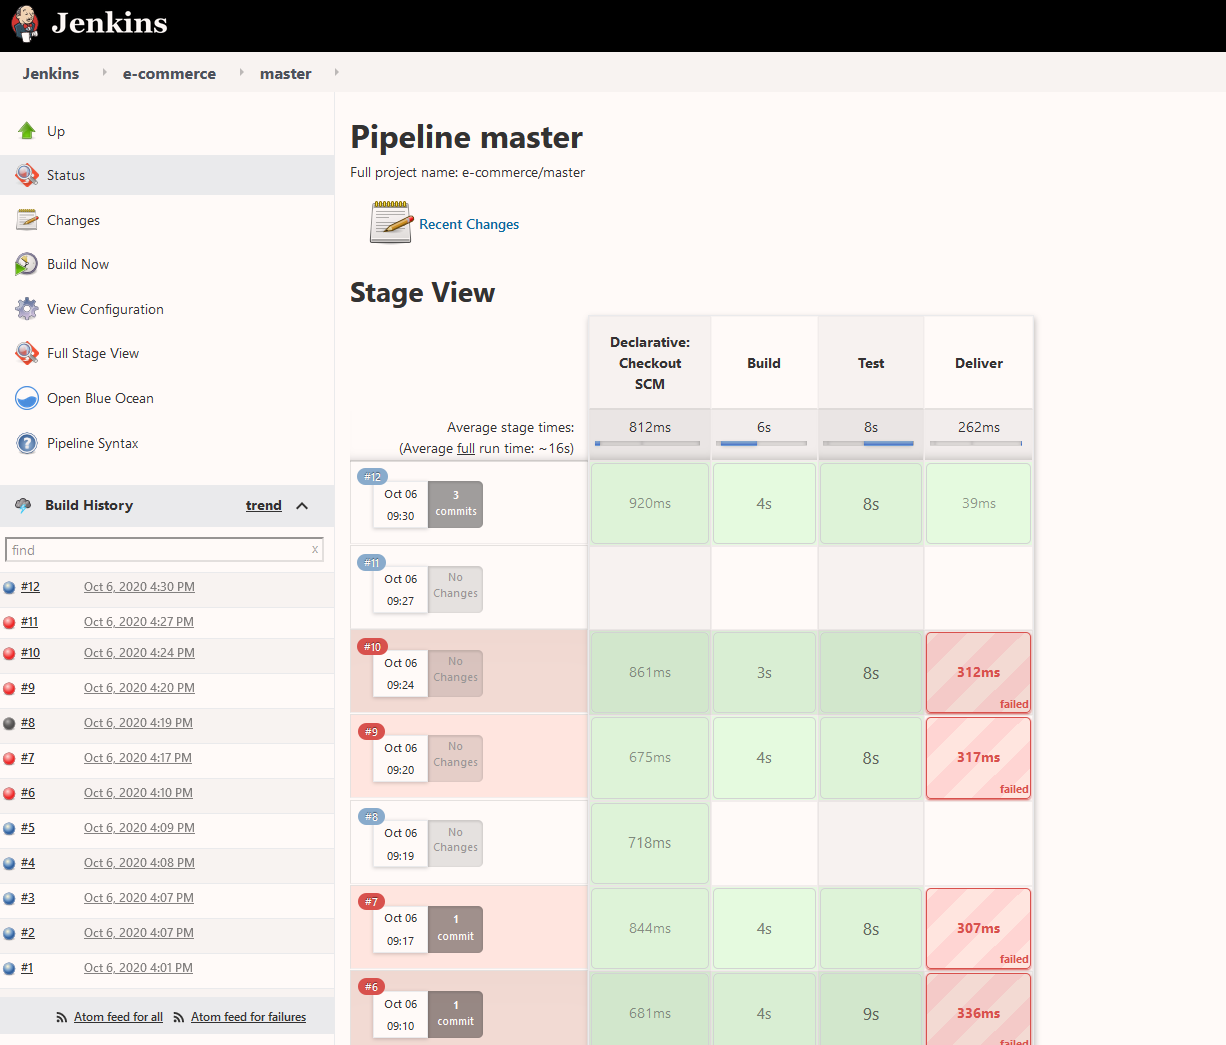 Jenkins
Jenkins
e-commerce
master
Up
Status
Changes
Build Now
View Configuration
Full Stage View
Open Blue Ocean
Pipeline Syntax
Build History trend
find x
#12 Oct 6, 2020 4:30 PM
#11 Oct 6, 2020 4:27 PM
#10 Oct 6, 2020 4:24 PM
#9 Oct 6, 2020 4:20 PM
#8 Oct 6, 2020 4:19 PM
#7 Oct 6, 2020 4:17 PM
#6 Oct 6, 2020 4:10 PM
#5 Oct 6, 2020 4:09 PM
#4 Oct 6, 2020 4:08 PM
#3 Oct 6, 2020 4:07 PM
#2 Oct 6, 2020 4:07 PM
#1 Oct 6, 2020 4:01 PM
Atom feed for all Atom feed for failures
Pipeline master
Full project name: e-commerce/master
Recent Changes
Stage View
Declarative:
Checkout
SCM
Build
Test
Deliver
Average stage times:
(Average full run time: ~16s)
812ms
6s
8s
262ms
#12
Oct 06
09:30
3
commits
920ms
4s
8s
39ms
#11
Oct 06
09:27
No
Changes
#10
Oct 06
09:24
No
Changes
861ms
3s
8s
312ms
failed
#9
Oct 06
09:20
No
Changes
675ms
4s
8s
317ms
failed
#8
Oct 06
09:19
No
Changes
718ms
#7
Oct 06
09:17
1
commit
844ms
4s
8s
307ms
failed
#6
Oct 06
09:10
1
commit
681ms
4s
9s
336ms
failed